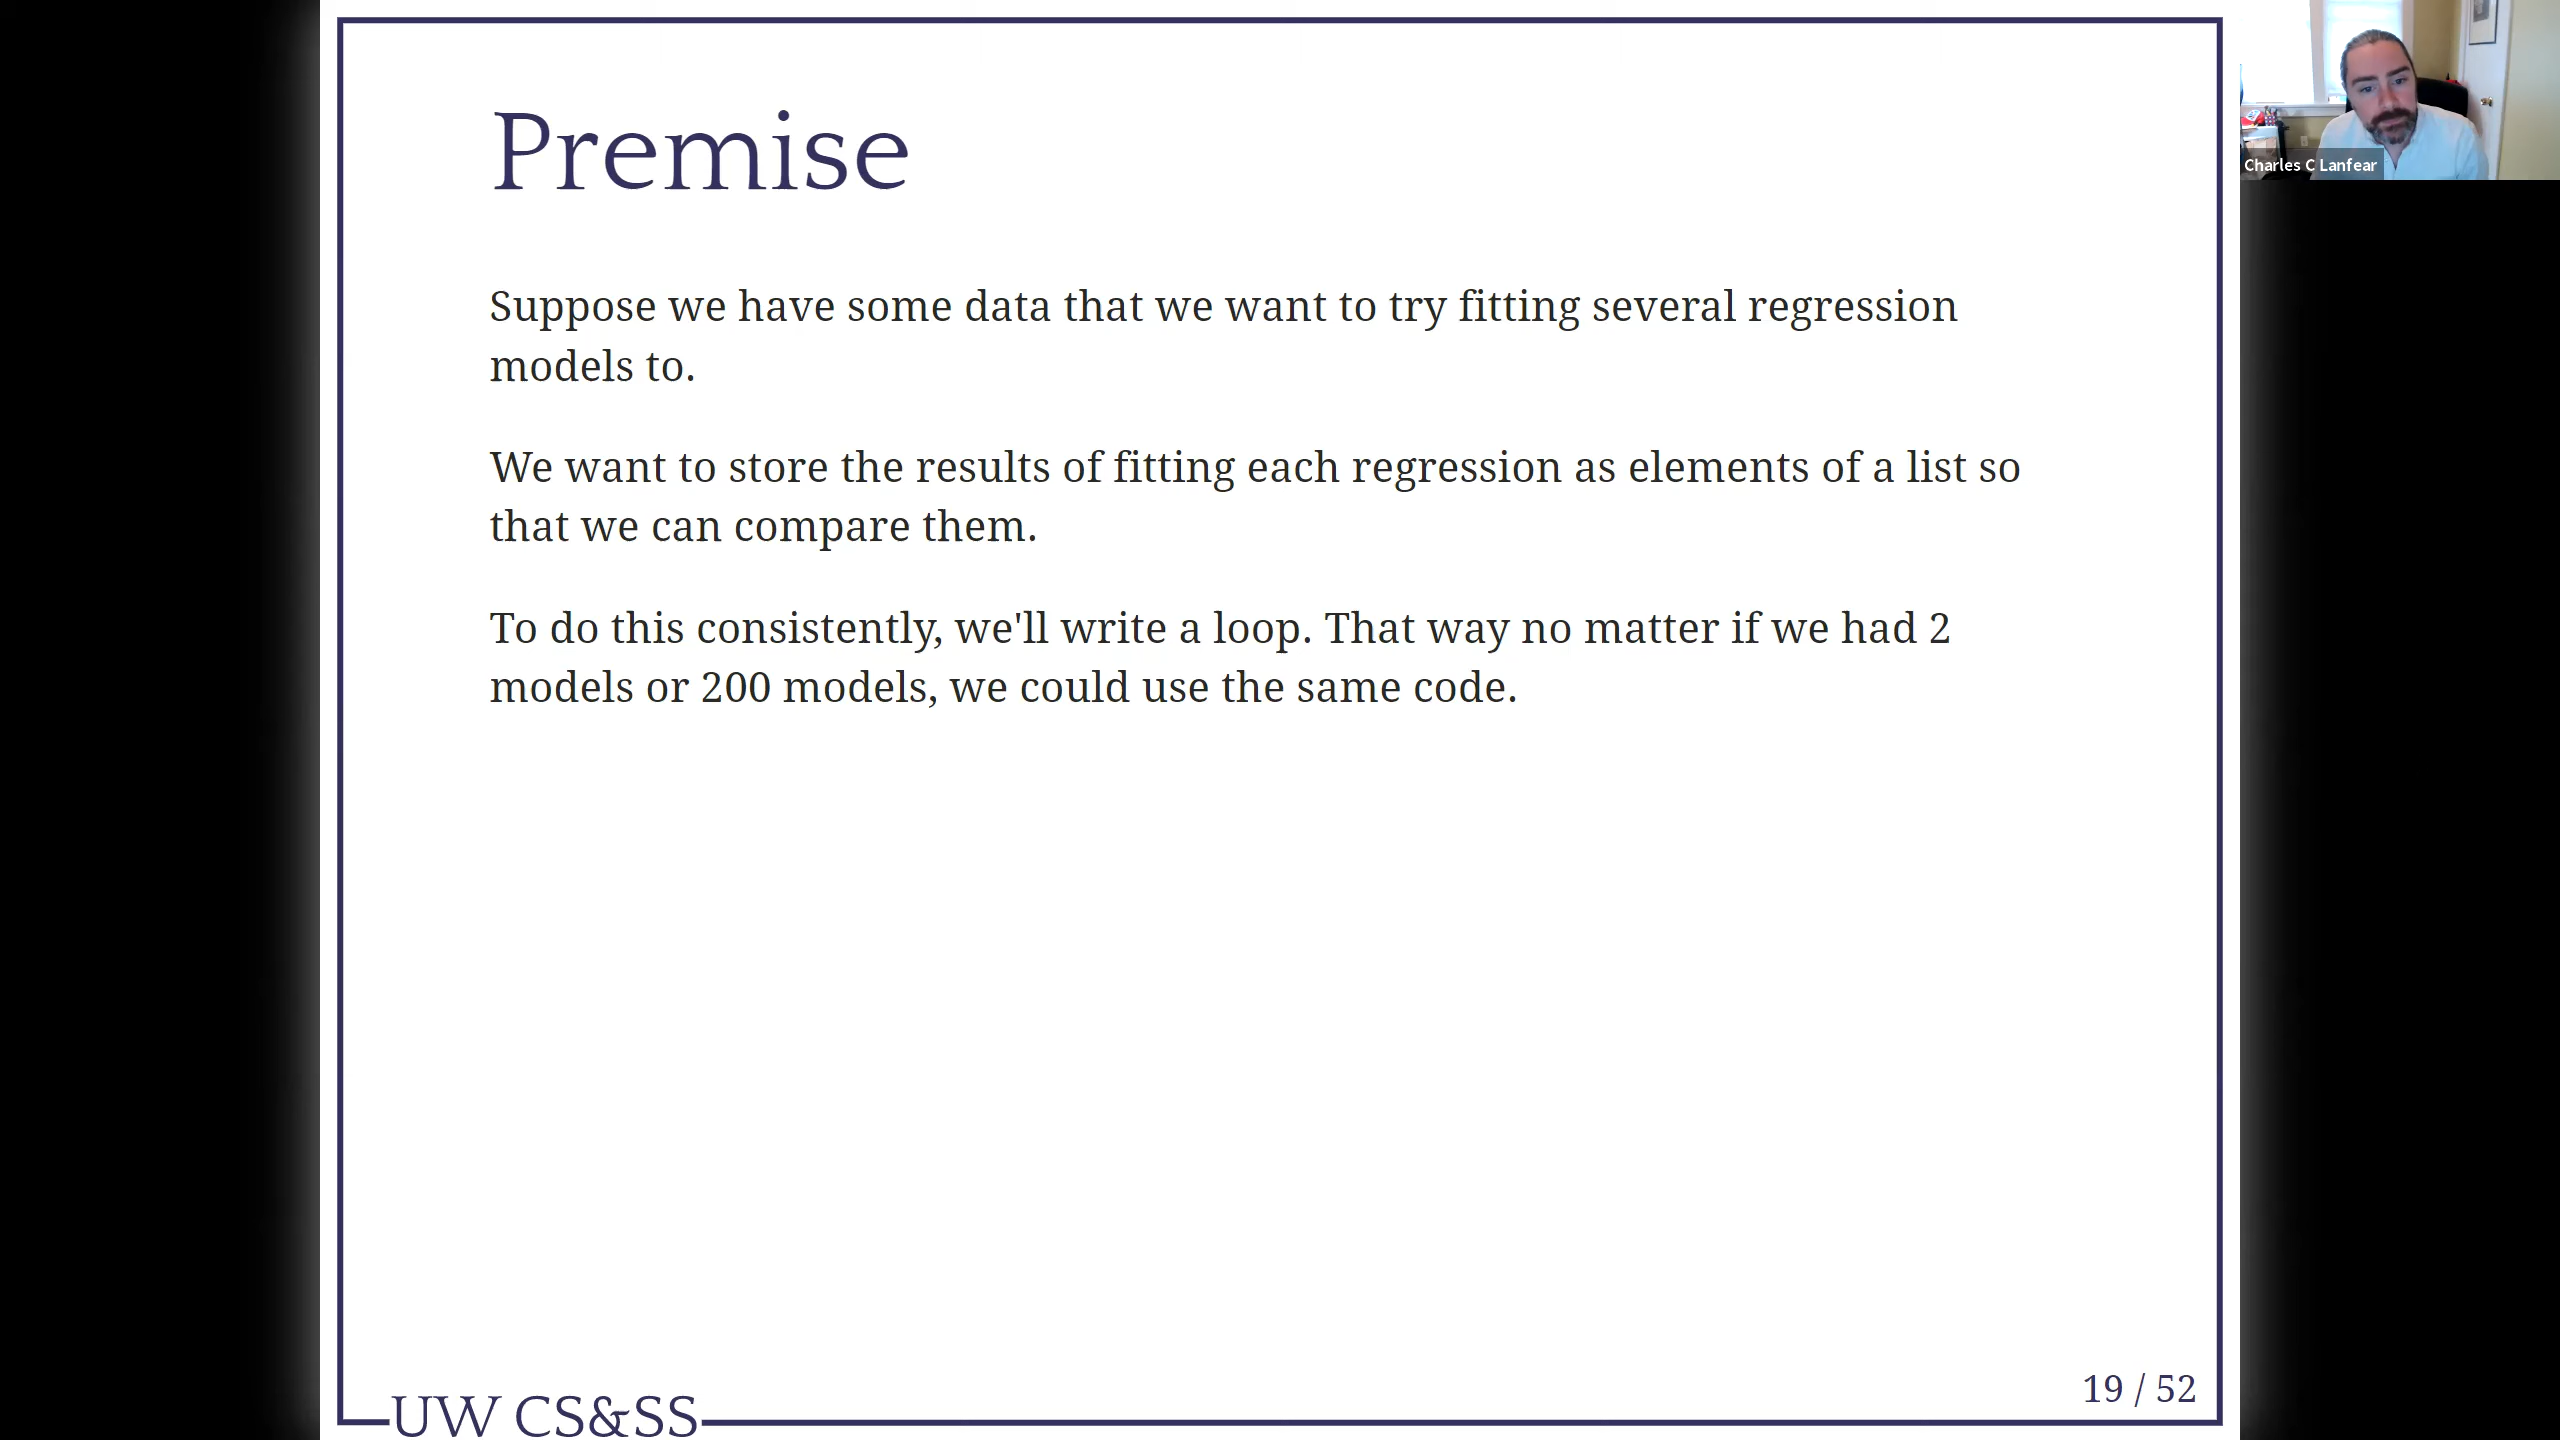 Premise
Suppose we have some data that we want to try fitting several regression
models to.
We want to store the results of fitting each regression as elements of a list so
that we can compare them.
To do this consistently, we'll write a loop. That way no matter if we had 2
models or 200 models, we could use the same code.
19 / 52
UW CS&SS
Charles C Lanfear